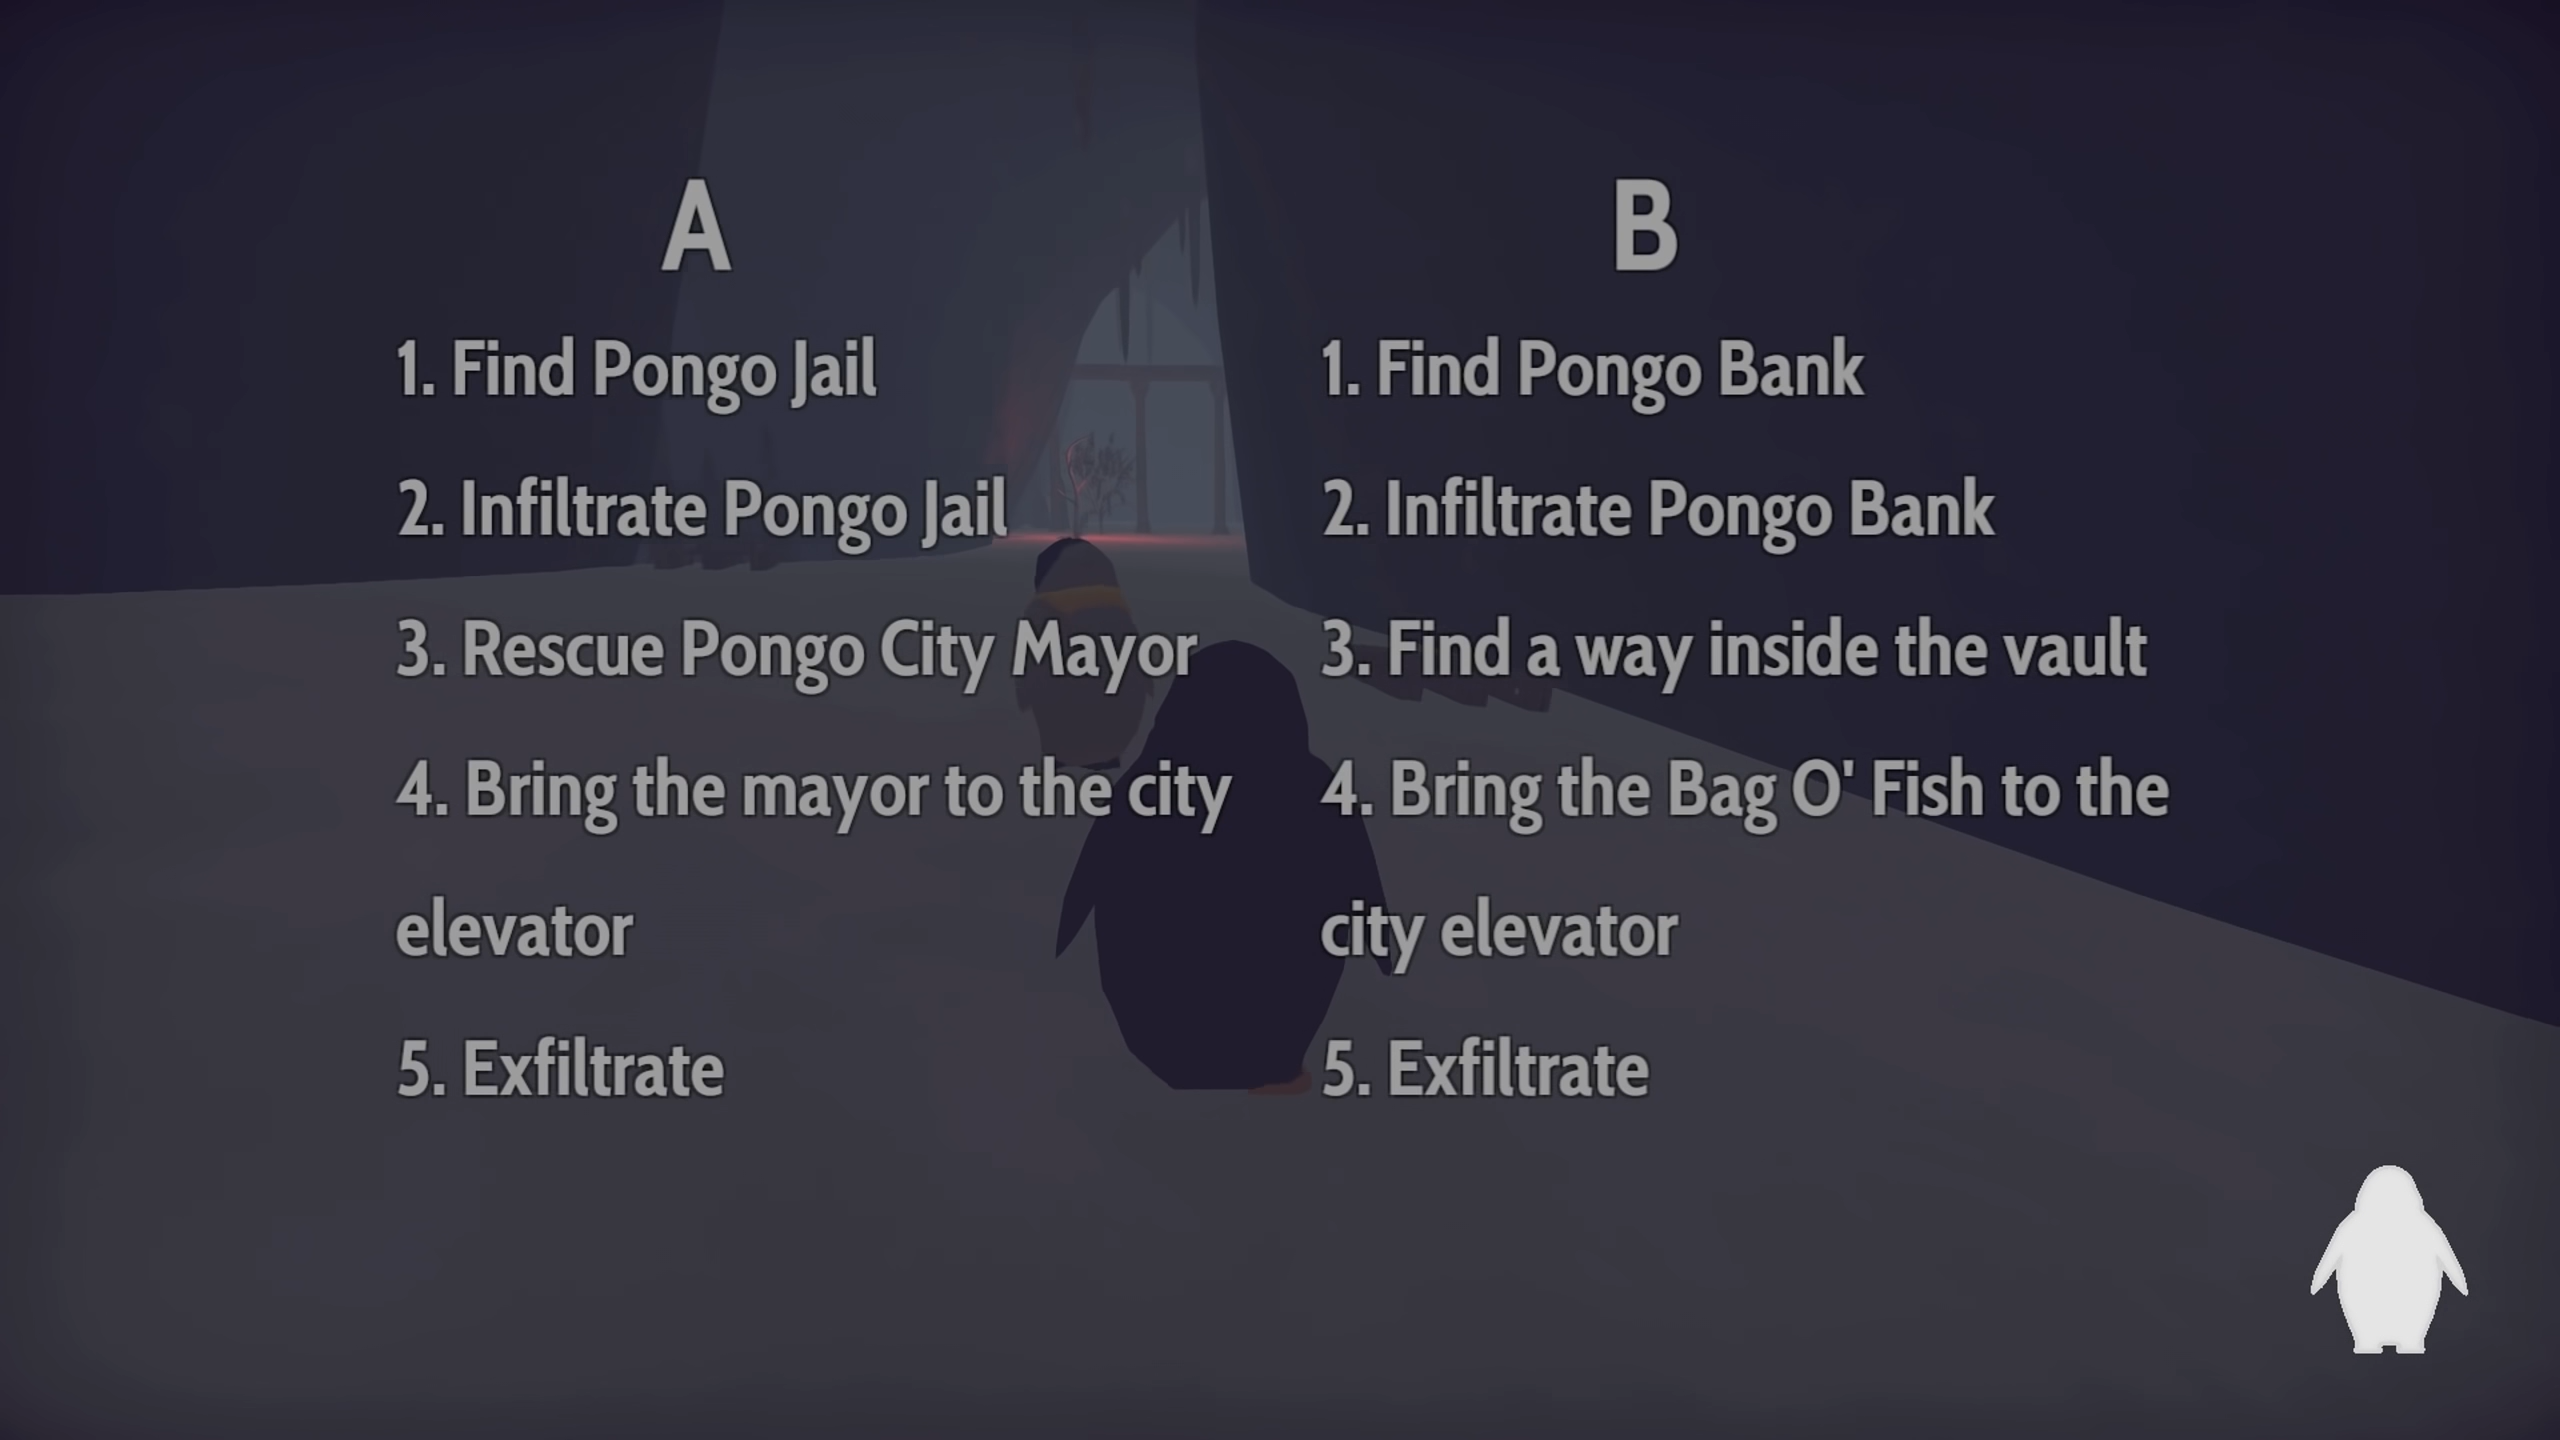 A
1. Find Pongo Jail
2. Infiltrate Pongo Jail
3. Rescue Pongo City Mayor
4. Bring the mayor to the city
elevator
5. Exfiltrate
B
1. Find Pongo Bank
2. Infiltrate Pongo Bank
3. Find a way inside the vault
4. Bring the Bag O' Fish to the
city elevator
5. Exfiltrate